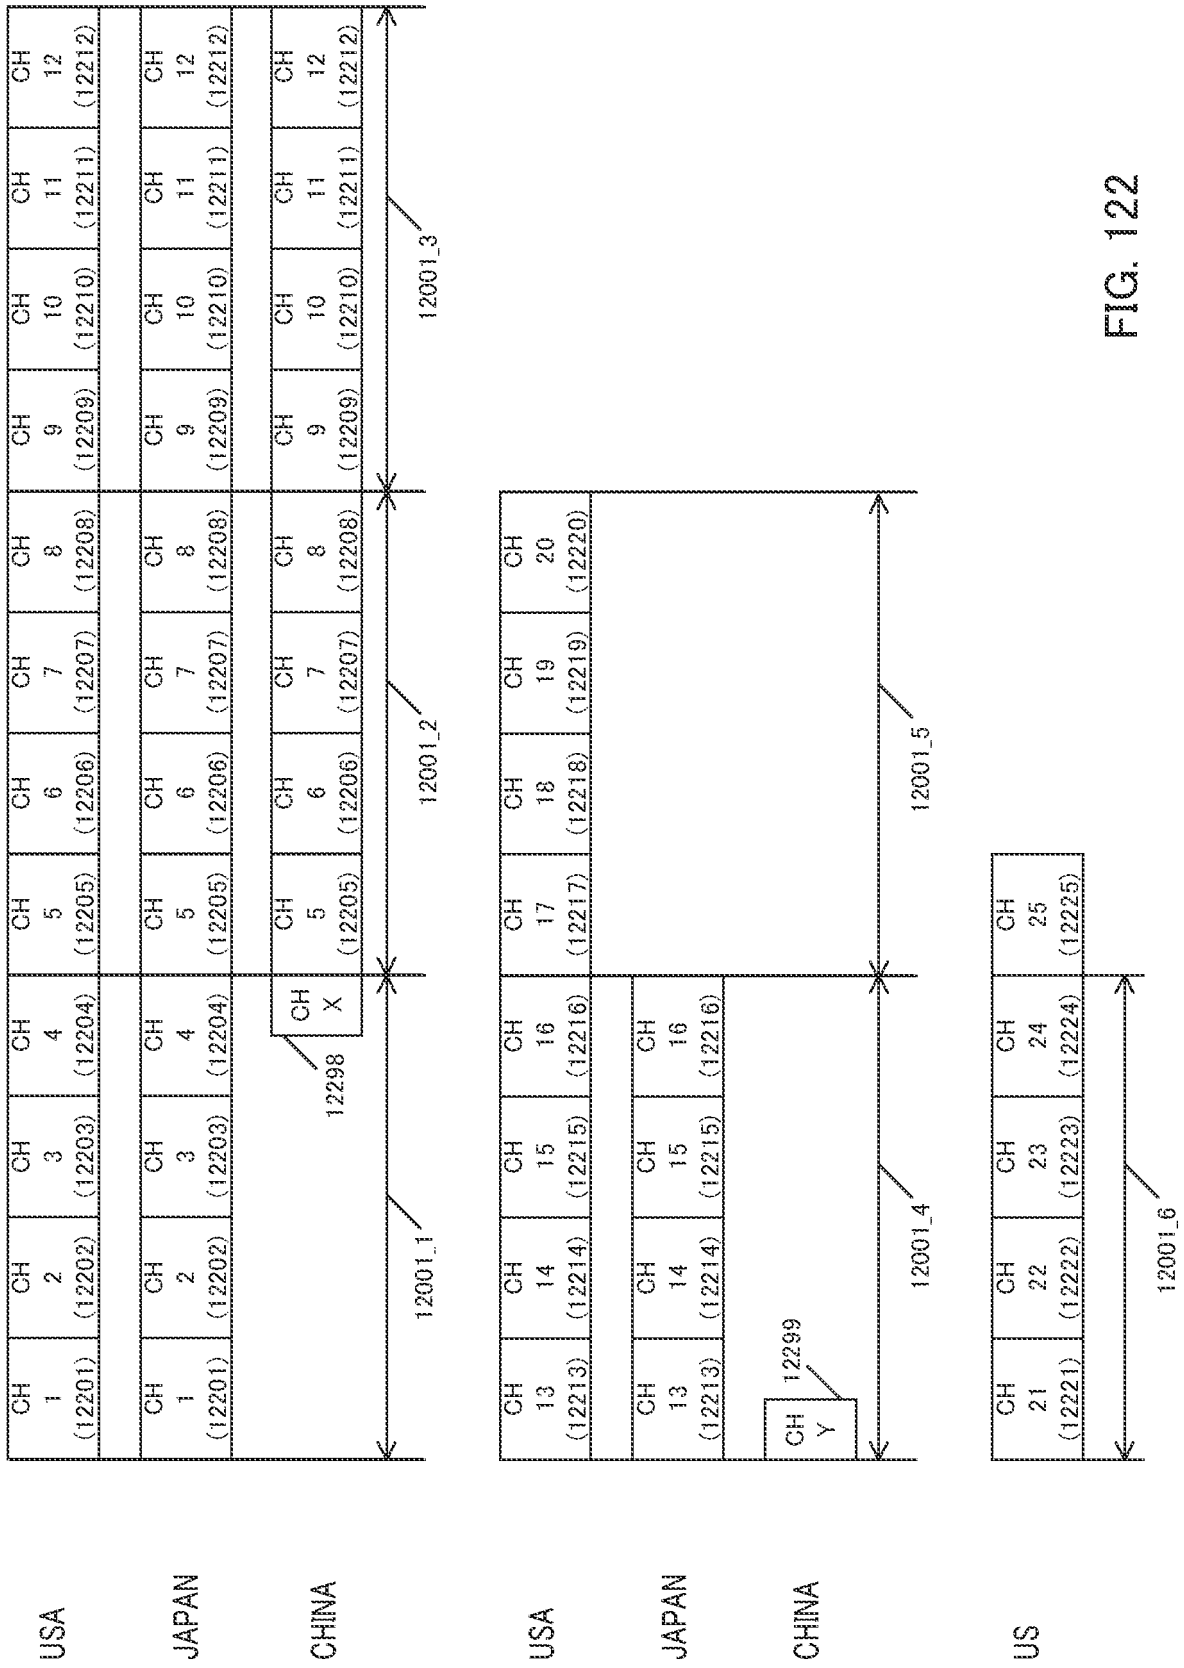 USA
CH 1 (12201)
CH 2 (12202)
CH 3 (12203)
CH 4 (12204)
CH 5 (12205)
CH 6 (12206)
CH 7 (12207)
CH 8 (12208)
CH 9 (12209)
CH 10 (12210)
CH 11 (12211)
CH 12 (12212)
JAPAN
CH 1 (12201)
CH 2 (12202)
CH 3 (12203)
CH 4 (12204)
CH 5 (12205)
CH 6 (12206)
CH 7 (12207)
CH 8 (12208)
CH 9 (12209)
CH 10 (12210)
CH 11 (12211)
CH 12 (12212)
CHINA
CH X
12298
CH 5 (12205)
CH 6 (12206)
CH 7 (12207)
CH 8 (12208)
CH 9 (12209)
CH 10 (12210)
CH 11 (12211)
CH 12 (12212)
12001_1
12001_2
12001_3
USA
CH 13 (12213)
CH 14 (12214)
CH 15 (12215)
CH 16 (12216)
CH 17 (12217)
CH 18 (12218)
CH 19 (12219)
CH 20 (12220)
JAPAN
CH 13 (12213)
CH 14 (12214)
CH 15 (12215)
CH 16 (12216)
CHINA
CH Y
12299
12001_4
12001_5
US
CH 21 (12221)
CH 22 (12222)
CH 23 (12223)
CH 24 (12224)
CH 25 (12225)
12001_6
FIG. 122